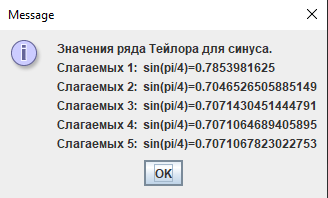 Message
Значения ряда Тейлора для синуса.
Слагаемых 1: sin(pi/4)=0.7853981625
Слагаемых 2: sin(pi/4)=0.7046526505885149
Слагаемых 3: sin(pi/4)=0.7071430451444791
Слагаемых 4: sin(pi/4)=0.7071064689405895
Слагаемых 5: sin(pi/4)=0.7071067823022753
OK